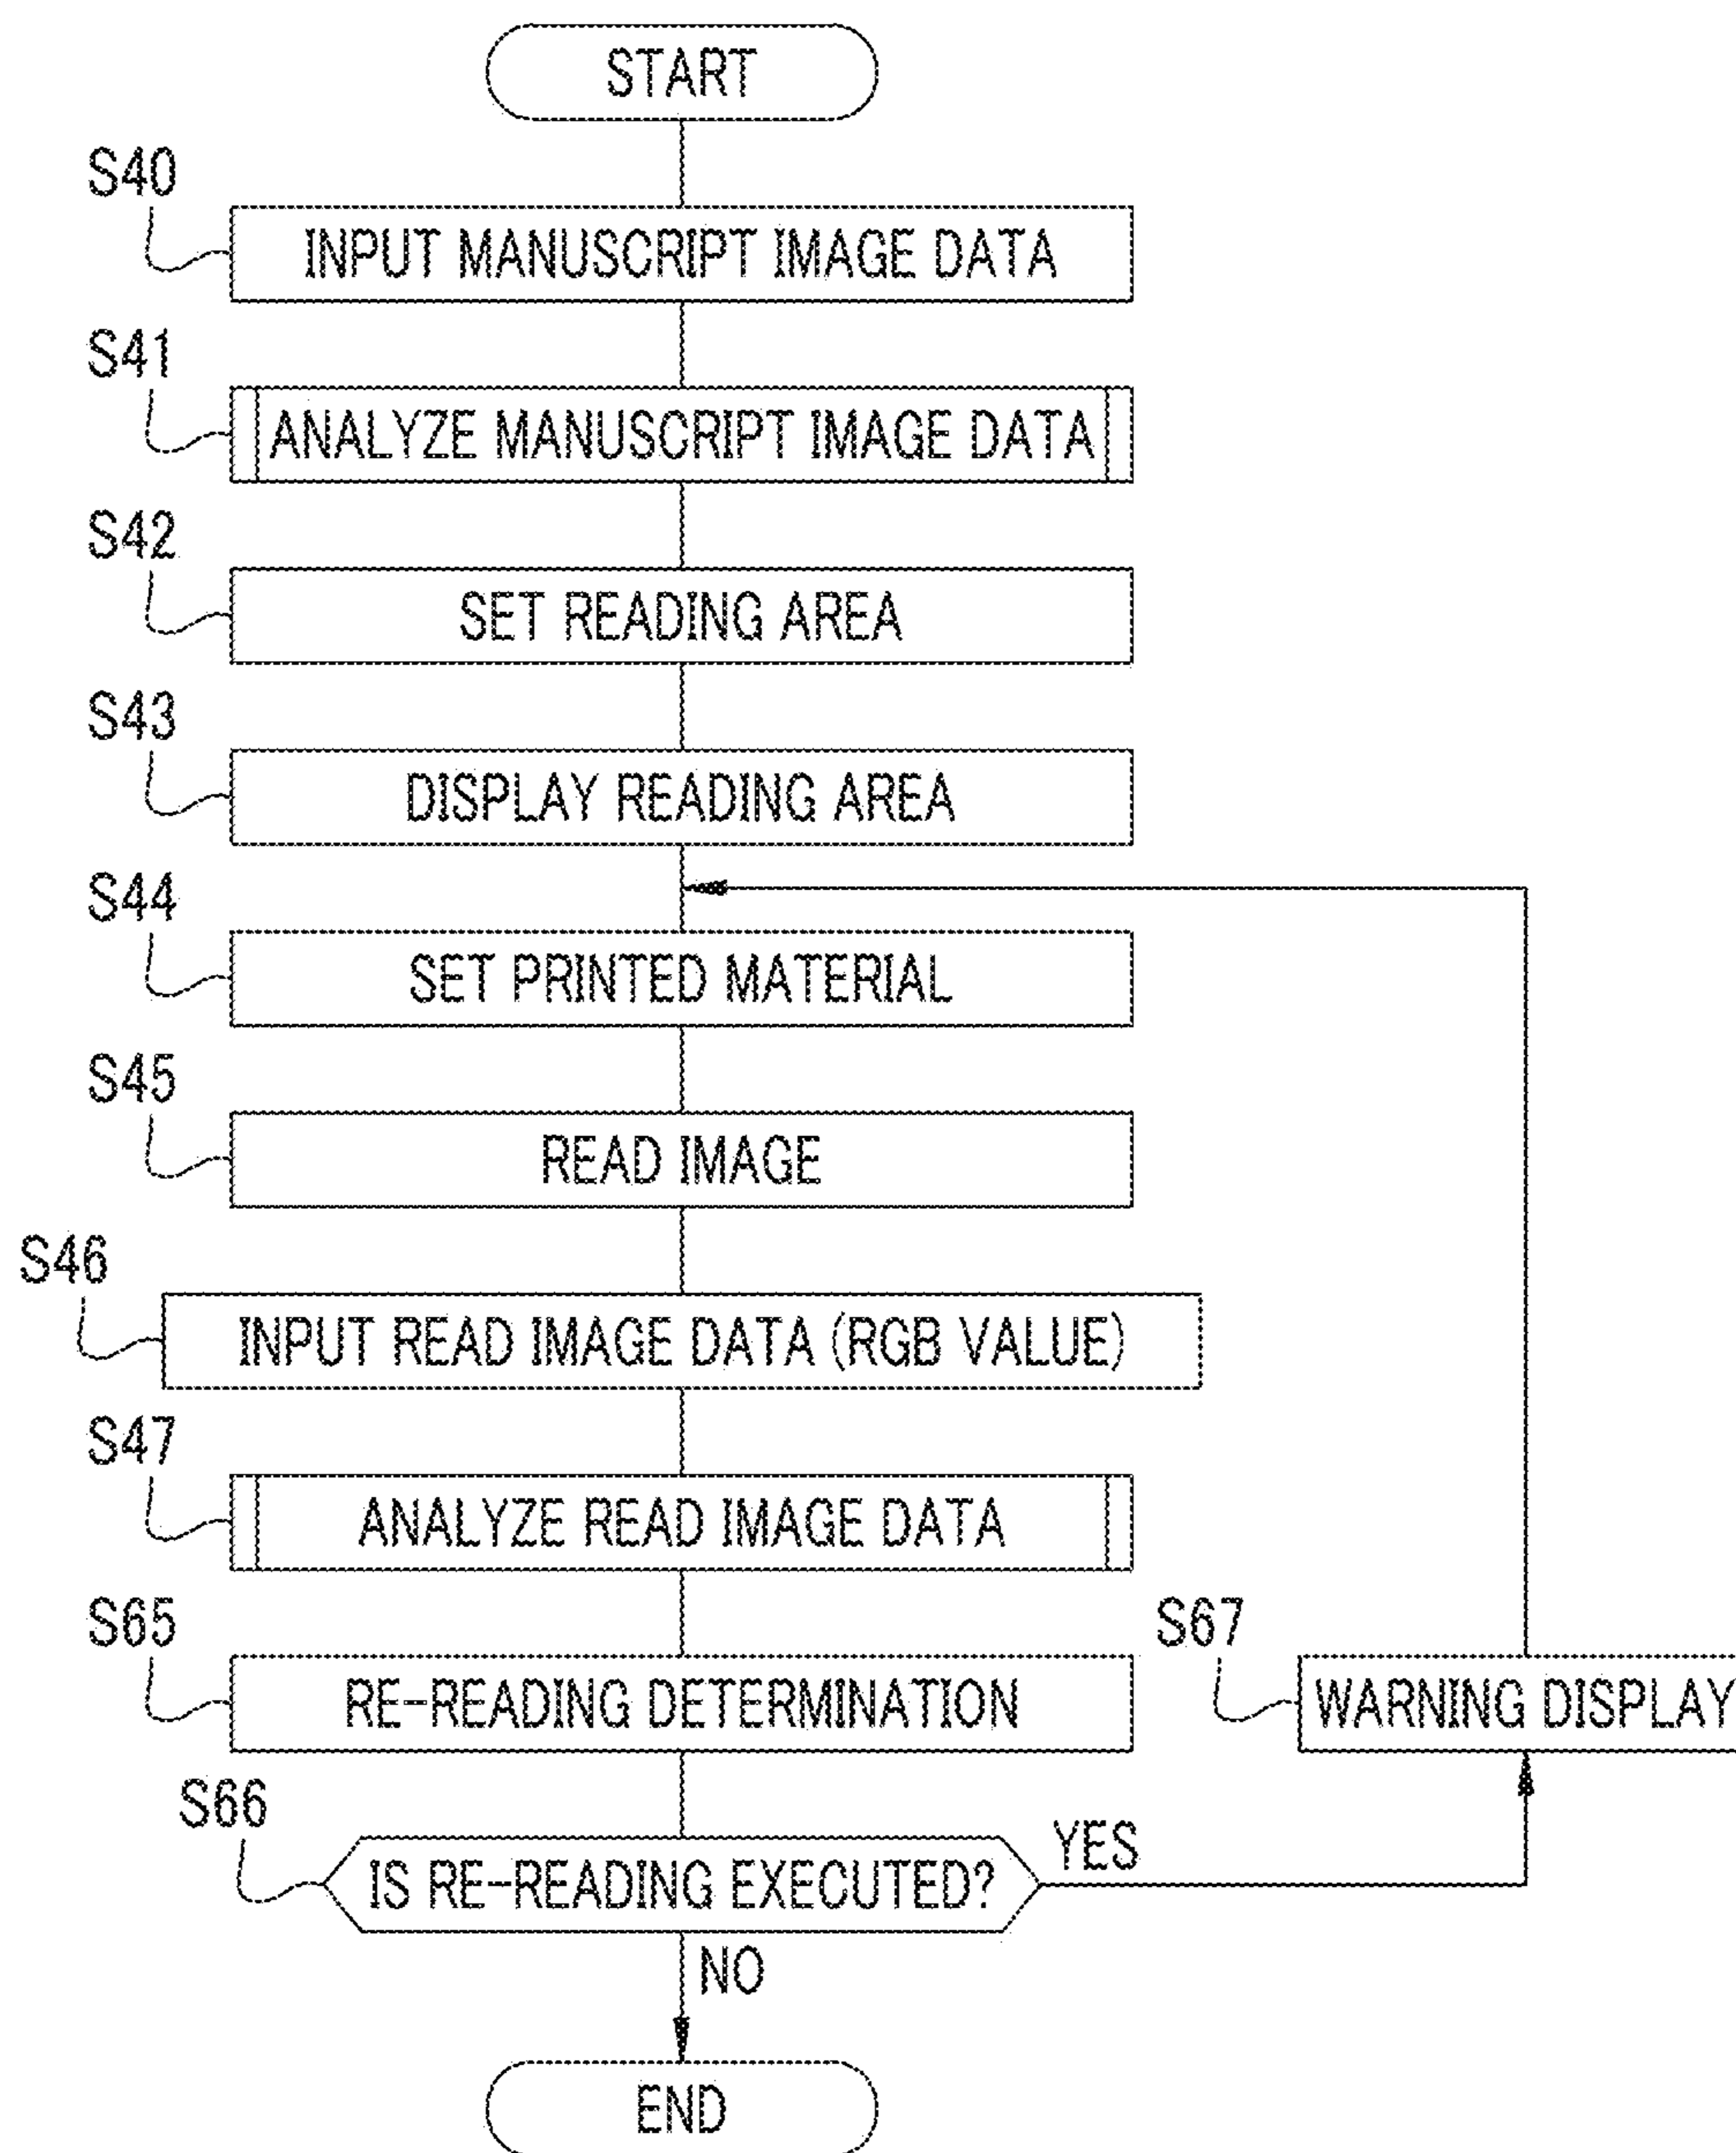 START
S40
INPUT MANUSCRIPT IMAGE DATA
S41
ANALYZE MANUSCRIPT IMAGE DATA
S42
SET READING AREA
S43
DISPLAY READING AREA
S44
SET PRINTED MATERIAL
S45
READ IMAGE
S46
INPUT READ IMAGE DATA (RGB VALUE)
S47
ANALYZE READ IMAGE DATA
S65
RE-READING DETERMINATION
S67
WARNING DISPLAY
S66
IS RE-READING EXECUTED?
YES
NO
END